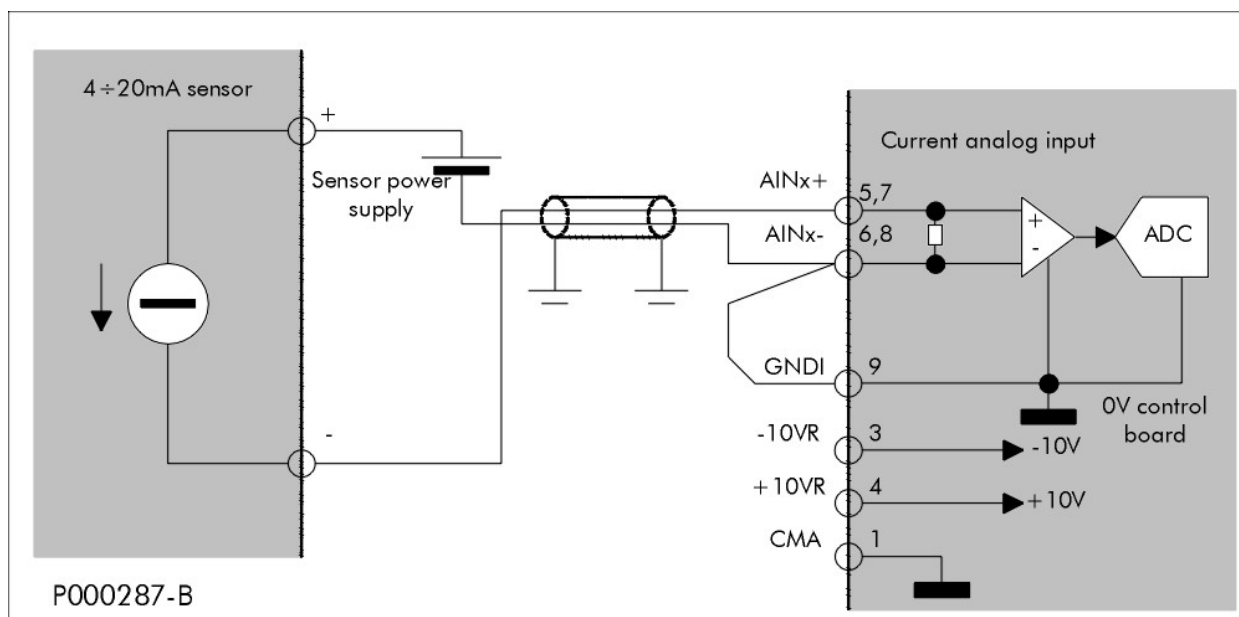 4÷20mA sensor
+
Sensor power
supply
-
AINx+
5,7
AINx-
6,8
GNDI
9
-10VR
3
+10VR
4
CMA
1
Current analog input
+
-
ADC
0V control
board
-10V
+10V
P000287-B